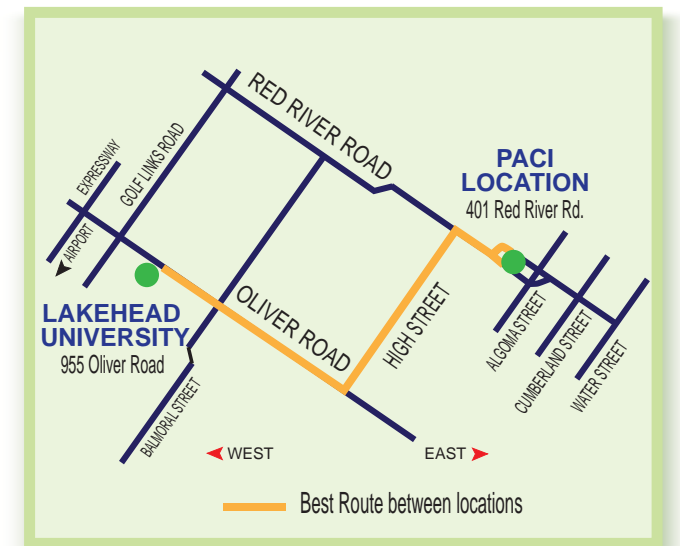 RED RIVER ROAD
EXPRESSWAY
GOLF LINKS ROAD
AIRPORT
PACI
LOCATION
401 Red River Rd.
LAKEHEAD
UNIVERSITY
955 Oliver Road
OLIVER ROAD
HIGH STREET
ALGOMA STREET
CUMBERLAND STREET
WATER STREET
BALMORAL STREET
WEST
EAST
Best Route between locations